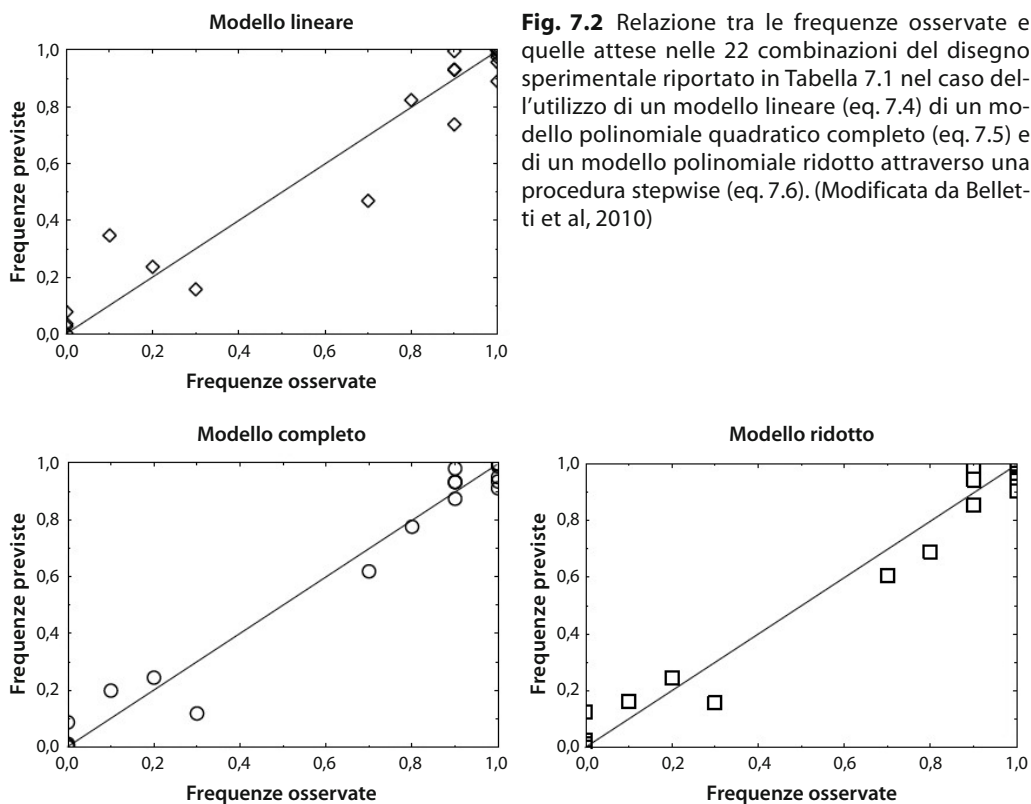 Modello lineare
Fig. 7.2 Relazione tra le frequenze osservate e
quelle attese nelle 22 combinazioni del disegno
sperimentale riportato in Tabella 7.1 nel caso del-
l'utilizzo di un modello lineare (eq. 7.4) di un mo-
dello polinomiale quadratico completo (eq. 7.5) e
di un modello polinomiale ridotto attraverso una
procedura stepwise (eq. 7.6). (Modificata da Bellet-
ti et al, 2010)
Frequenze previste
1,0
0,8
0,6
0,4
0,2
0,0
0,0 0,2 0,4 0,6 0,8 1,0
Frequenze osservate
Modello completo
Frequenze previste
1,0
0,8
0,6
0,4
0,2
0,0
0,0 0,2 0,4 0,6 0,8 1,0
Frequenze osservate
Modello ridotto
Frequenze previste
1,0
0,8
0,6
0,4
0,2
0,0
0,0 0,2 0,4 0,6 0,8 1,0
Frequenze osservate